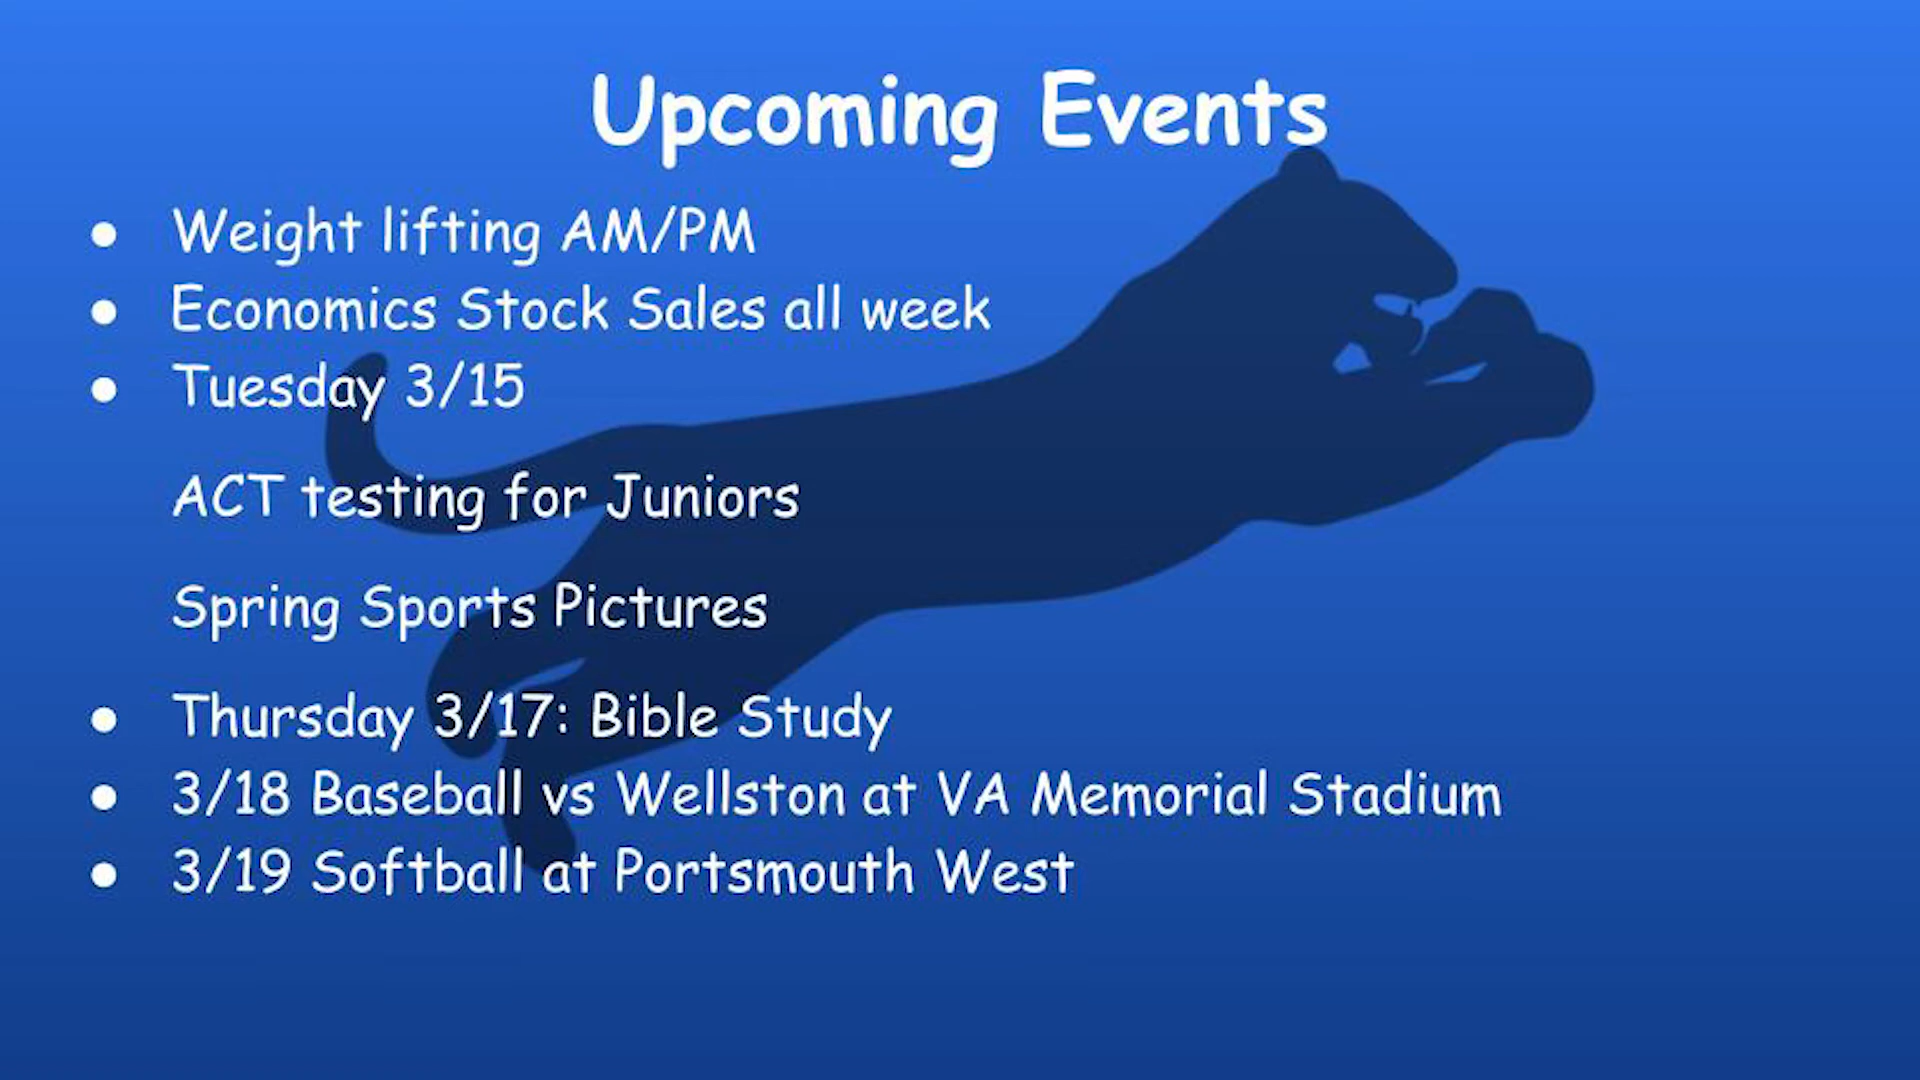 Upcoming Events
● Weight lifting AM/PM
● Economics Stock Sales all week
● Tuesday 3/15
ACT testing for Juniors
Spring Sports Pictures
● Thursday 3/17: Bible Study
● 3/18 Baseball vs Wellston at VA Memorial Stadium
● 3/19 Softball at Portsmouth West